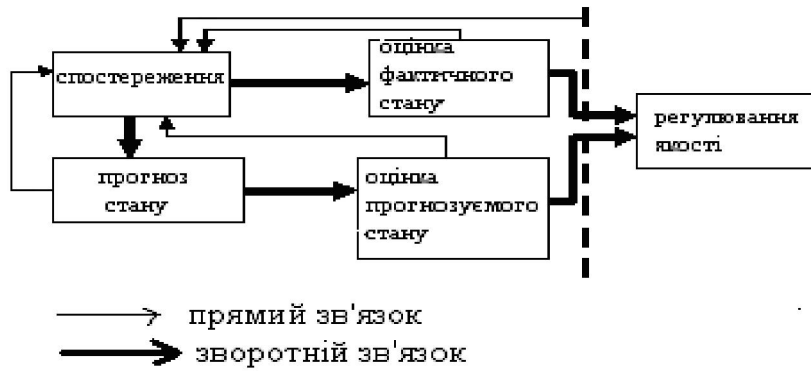 оцінка
фактичного
стану
спостереження
регулювання
якості
прогноз
стану
оцінка
прогнозуємого
стану
прямий зв'язок
зворотній зв'язок